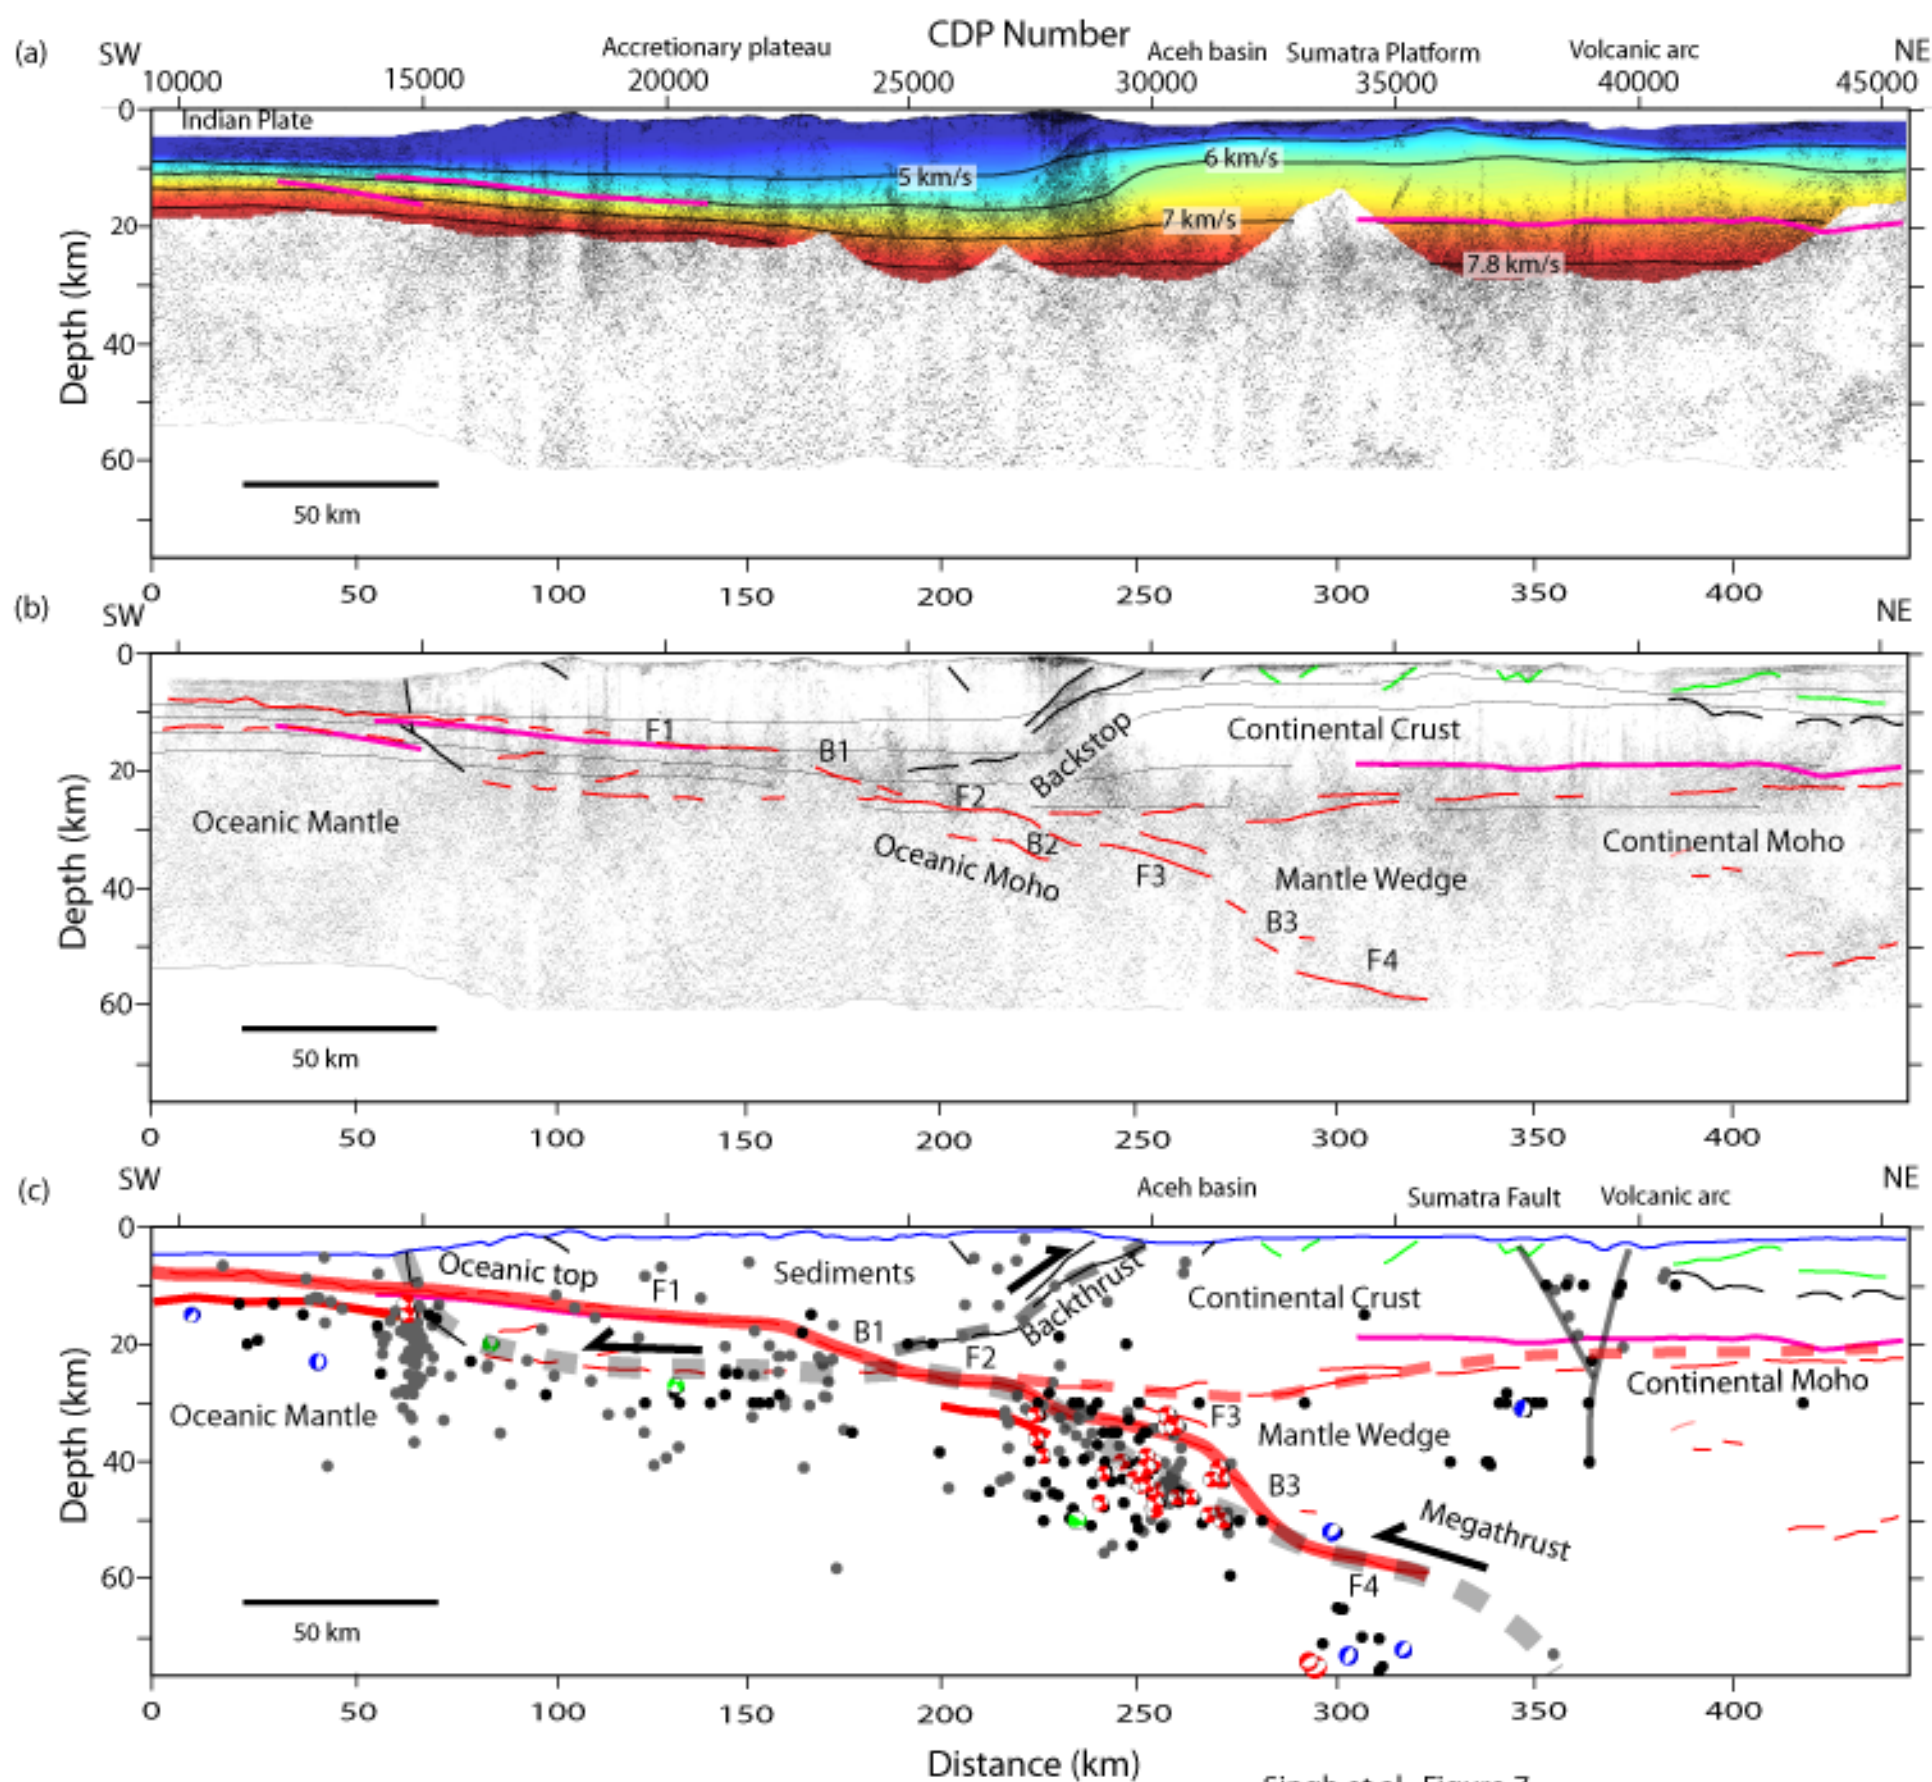 (a) SW Accretionary plateau CDP Number Aceh basin Sumatra Platform Volcanic arc NE
10000 15000 20000 25000 30000 35000 40000 45000
0
Indian Plate
6 km/s
5 km/s
20
7 km/s
7.8 km/s
Depth (km)
40
60
50 km
0 50 100 150 200 250 300 350 400
(b) SW NE
0
F1
B1
Continental Crust
Backstop
20
F2
Oceanic Mantle
B2
Oceanic Moho
Continental Moho
F3
Mantle Wedge
Depth (km)
40
B3
F4
60
50 km
0 50 100 150 200 250 300 350 400
(c) SW Aceh basin Sumatra Fault Volcanic arc NE
0
Oceanic top
F1
Sediments
Backthrust
Continental Crust
20
B1
F2
Continental Moho
Oceanic Mantle
F3
Mantle Wedge
Depth (km)
40
B3
Megathrust
60
F4
50 km
0 50 100 150 200 250 300 350 400
Distance (km)
Singh et al. Figure 7